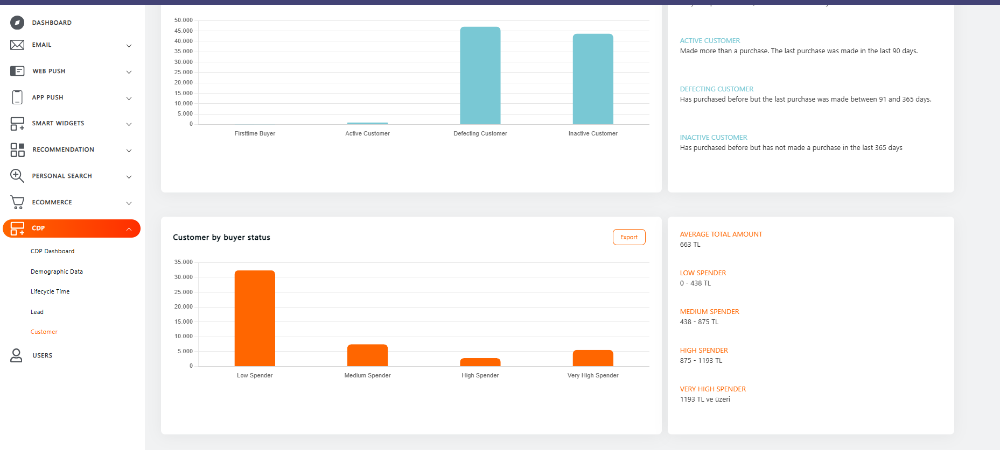 DASHBOARD
EMAIL
WEB PUSH
APP PUSH
SMART WIDGETS
RECOMMENDATION
PERSONAL SEARCH
ECOMMERCE
CDP
CDP Dashboard
Demographic Data
Lifecycle Time
Lead
Customer
USERS
50.000
45.000
40.000
35.000
30.000
25.000
20.000
15.000
10.000
5.000
0
Firsttime Buyer
Active Customer
Defecting Customer
Inactive Customer
ACTIVE CUSTOMER
Made more than a purchase. The last purchase was made in the last 90 days.
DEFECTING CUSTOMER
Has purchased before but the last purchase was made between 91 and 365 days.
INACTIVE CUSTOMER
Has purchased before but has not made a purchase in the last 365 days
Customer by buyer status
Export
35.000
30.000
25.000
20.000
15.000
10.000
5.000
0
Low Spender
Medium Spender
High Spender
Very High Spender
AVERAGE TOTAL AMOUNT
663 TL
LOW SPENDER
0 - 438 TL
MEDIUM SPENDER
438 - 875 TL
HIGH SPENDER
875 - 1193 TL
VERY HIGH SPENDER
1193 TL ve üzeri